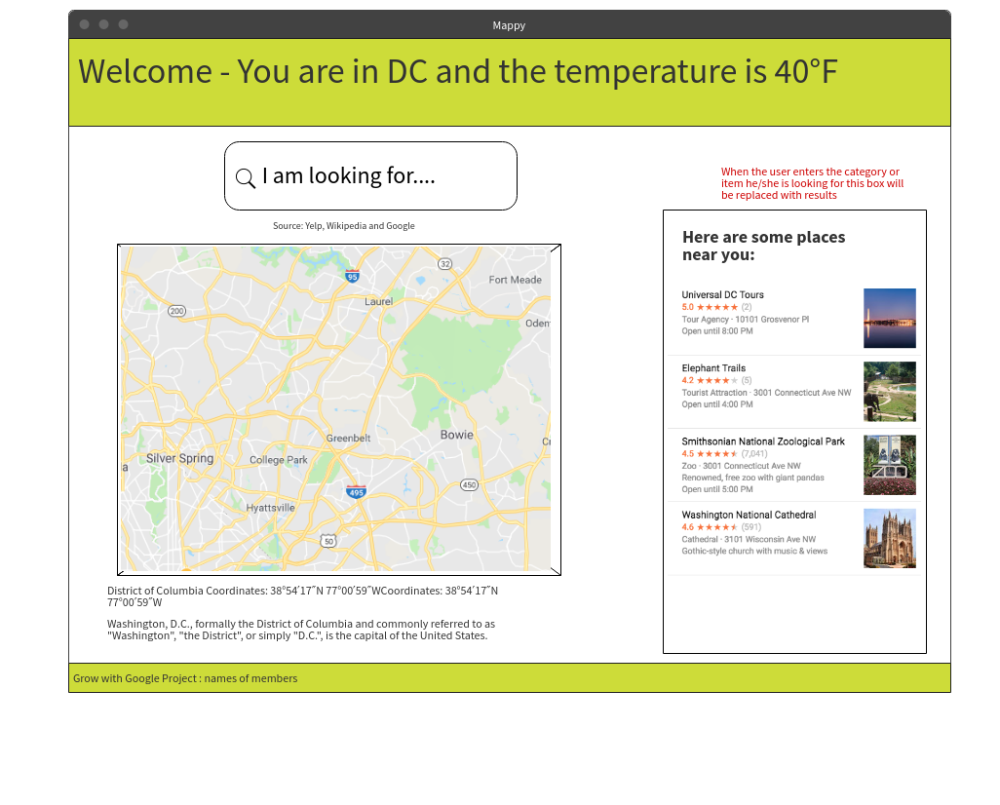 Mappy
Welcome - You are in DC and the temperature is 40°F
I am looking for....
Source: Yelp, Wikipedia and Google
When the user enters the category or
item he/she is looking for this box will
be replaced with results
32
95
Fort Meade
Laurel
200
Oden
Greenbelt
Bowie
Silver Spring
College Park
a
450
495
Hyattsville
50
District of Columbia Coordinates: 38°54′17″N 77°00′59″WCoordinates: 38°54′17″N
77°00′59″W
Washington, D.C., formally the District of Columbia and commonly referred to as
"Washington", "the District", or simply "D.C.", is the capital of the United States.
Here are some places
near you:
Universal DC Tours
5.0 ★★★★★ (2)
Tour Agency · 10101 Grosvenor Pl
Open until 8:00 PM
Elephant Trails
4.2 ★★★★★ (5)
Tourist Attraction · 3001 Connecticut Ave NW
Open until 4:00 PM
Smithsonian National Zoological Park
4.5 ★★★★★ (7,041)
Zoo · 3001 Connecticut Ave NW
Renowned, free zoo with giant pandas
Open until 5:00 PM
Washington National Cathedral
4.6 ★★★★★ (591)
Cathedral · 3101 Wisconsin Ave NW
Gothic-style church with music & views
Grow with Google Project : names of members